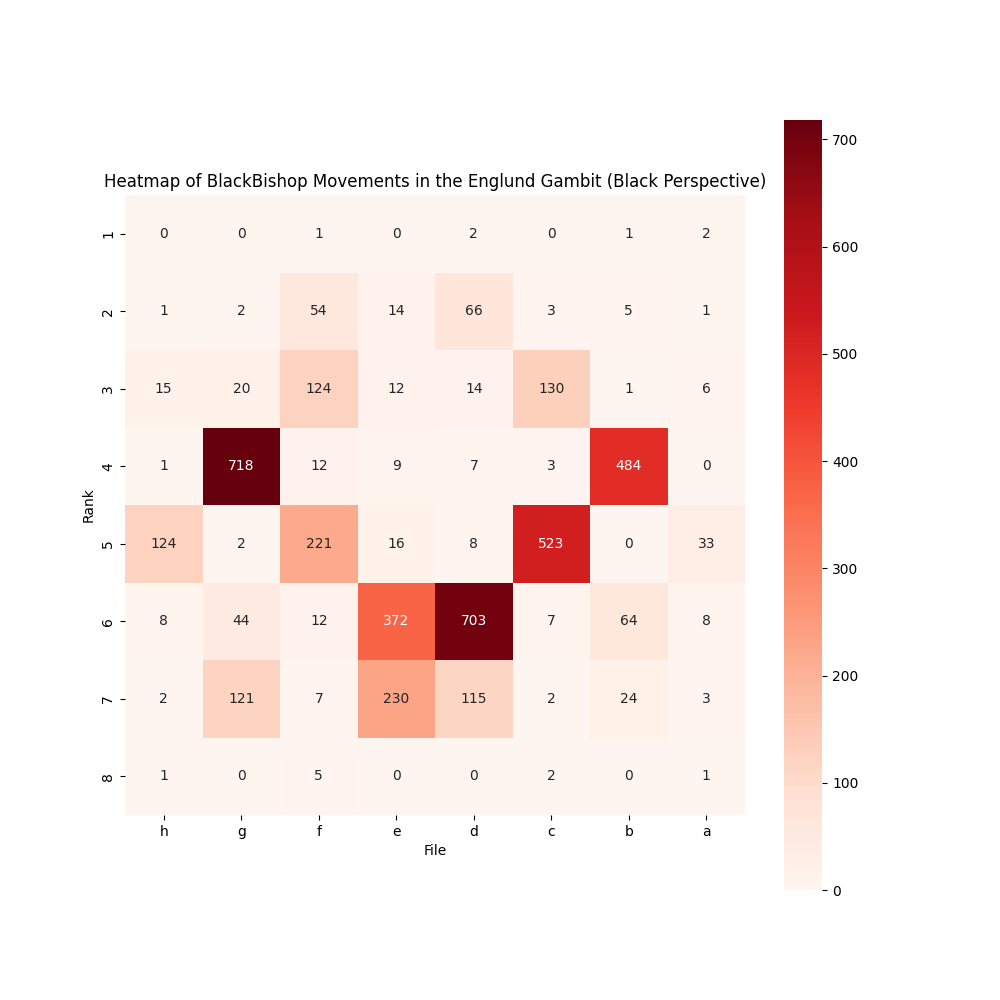 Heatmap of BlackBishop Movements in the Englund Gambit (Black Perspective)
1 0 0 1 0 2 0 1 2
2 1 2 54 14 66 3 5 1
3 15 20 124 12 14 130 1 6
4 1 718 12 9 7 3 484 0
5 124 2 221 16 8 523 0 33
6 8 44 12 372 703 7 64 8
7 2 121 7 230 115 2 24 3
8 1 0 5 0 0 2 0 1
h g f e d c b a
File
Rank
700
600
500
400
300
200
100
0